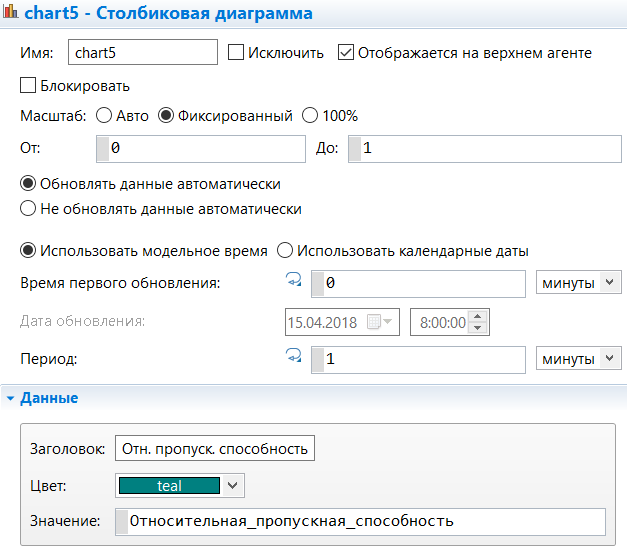 chart5 - Столбиковая диаграмма
Имя: chart5 Исключить Отображается на верхнем агенте
Блокировать
Масштаб: Авто Фиксированный 100%
От: 0 До: 1
Обновлять данные автоматически
Не обновлять данные автоматически
Использовать модельное время Использовать календарные даты
Время первого обновления: 0 минуты
Дата обновления: 15.04.2018 8:00:00
Период: 1 минуты
Данные
Заголовок: Отн. пропуск. способность
Цвет: teal
Значение: Относительная_пропускная_способность